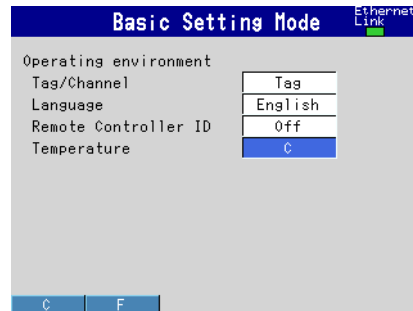 Basic Setting Mode
Ethernet
Link
Operating environment
Tag/Channel Tag
Language English
Remote Controller ID Off
Temperature C
C F